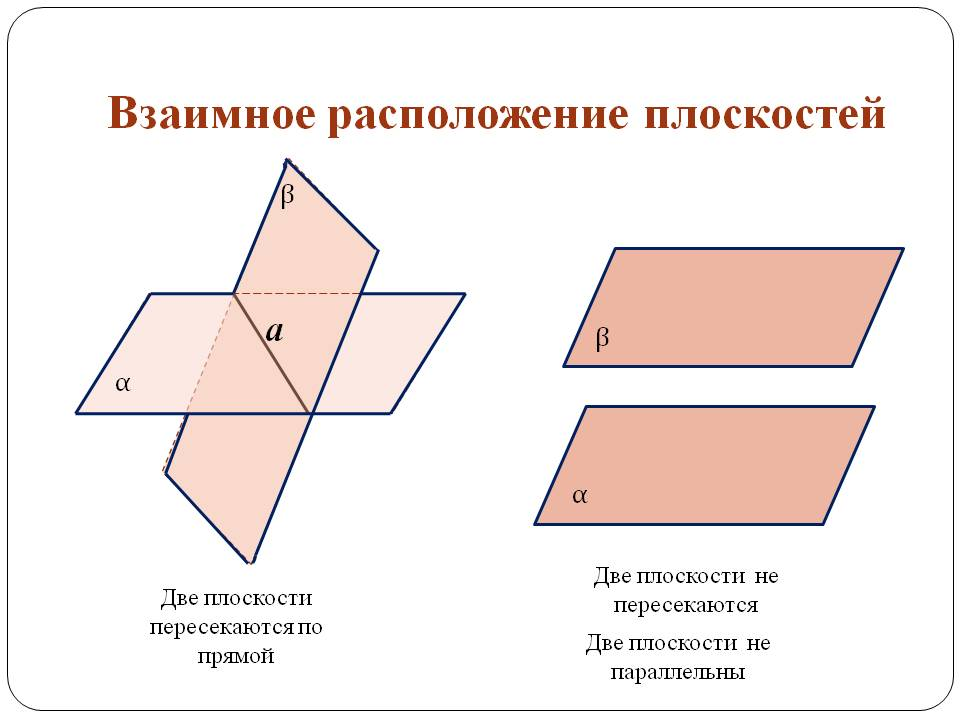 Взаимное расположение плоскостей
β
a
α
β
α
Две плоскости
пересекаются по
прямой
Две плоскости не
пересекаются
Две плоскости не
параллельны